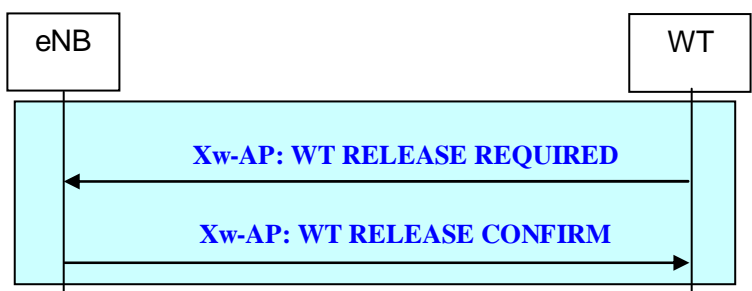 eNB
WT
Xw-AP: WT RELEASE REQUIRED
Xw-AP: WT RELEASE CONFIRM